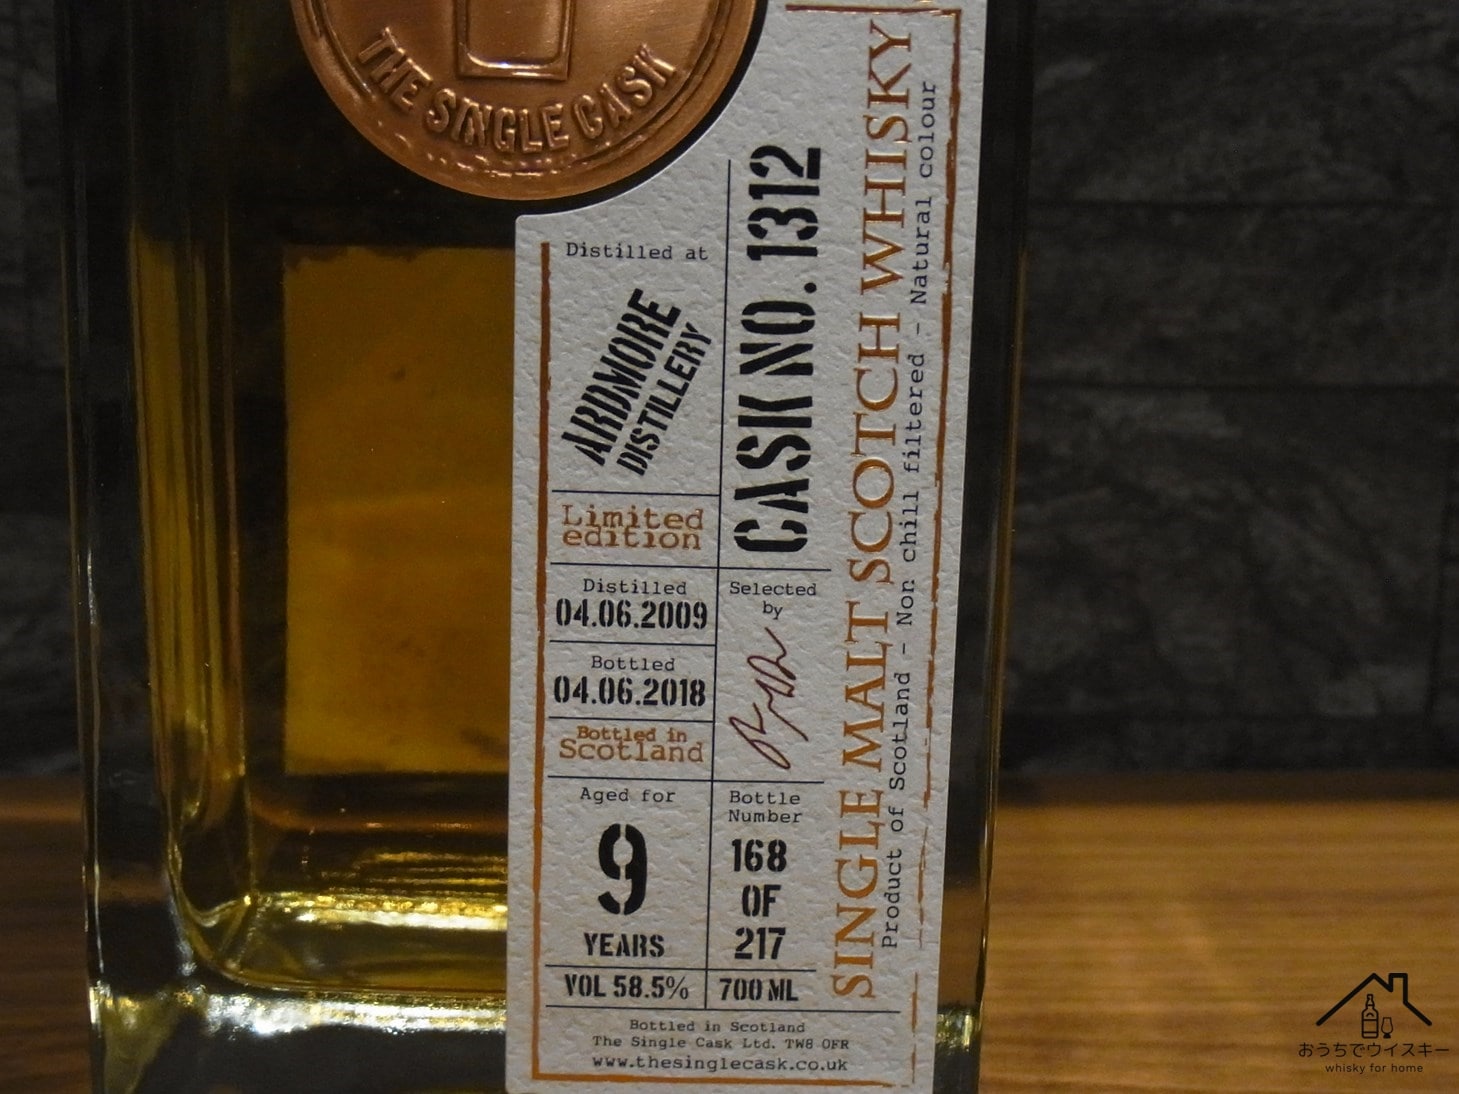 THE SINGLE CASK
Distilled at
ARDMORE
DISTILLERY
CASK NO. 1312
Limited
edition
Distilled
04.06.2009
Bottled
04.06.2018
Bottled in
Scotland
Selected
by
Aged for
9
YEARS
Bottle
Number
168
OF
217
VOL 58.5%
700 ML
SINGLE MALT SCOTCH WHISKY
Product of Scotland - Non chill filtered - Natural colour
Bottled in Scotland
The Single Cask Ltd. TW8 0FR
www.thesinglecask.co.uk
おうちでウイスキー
whisky for home